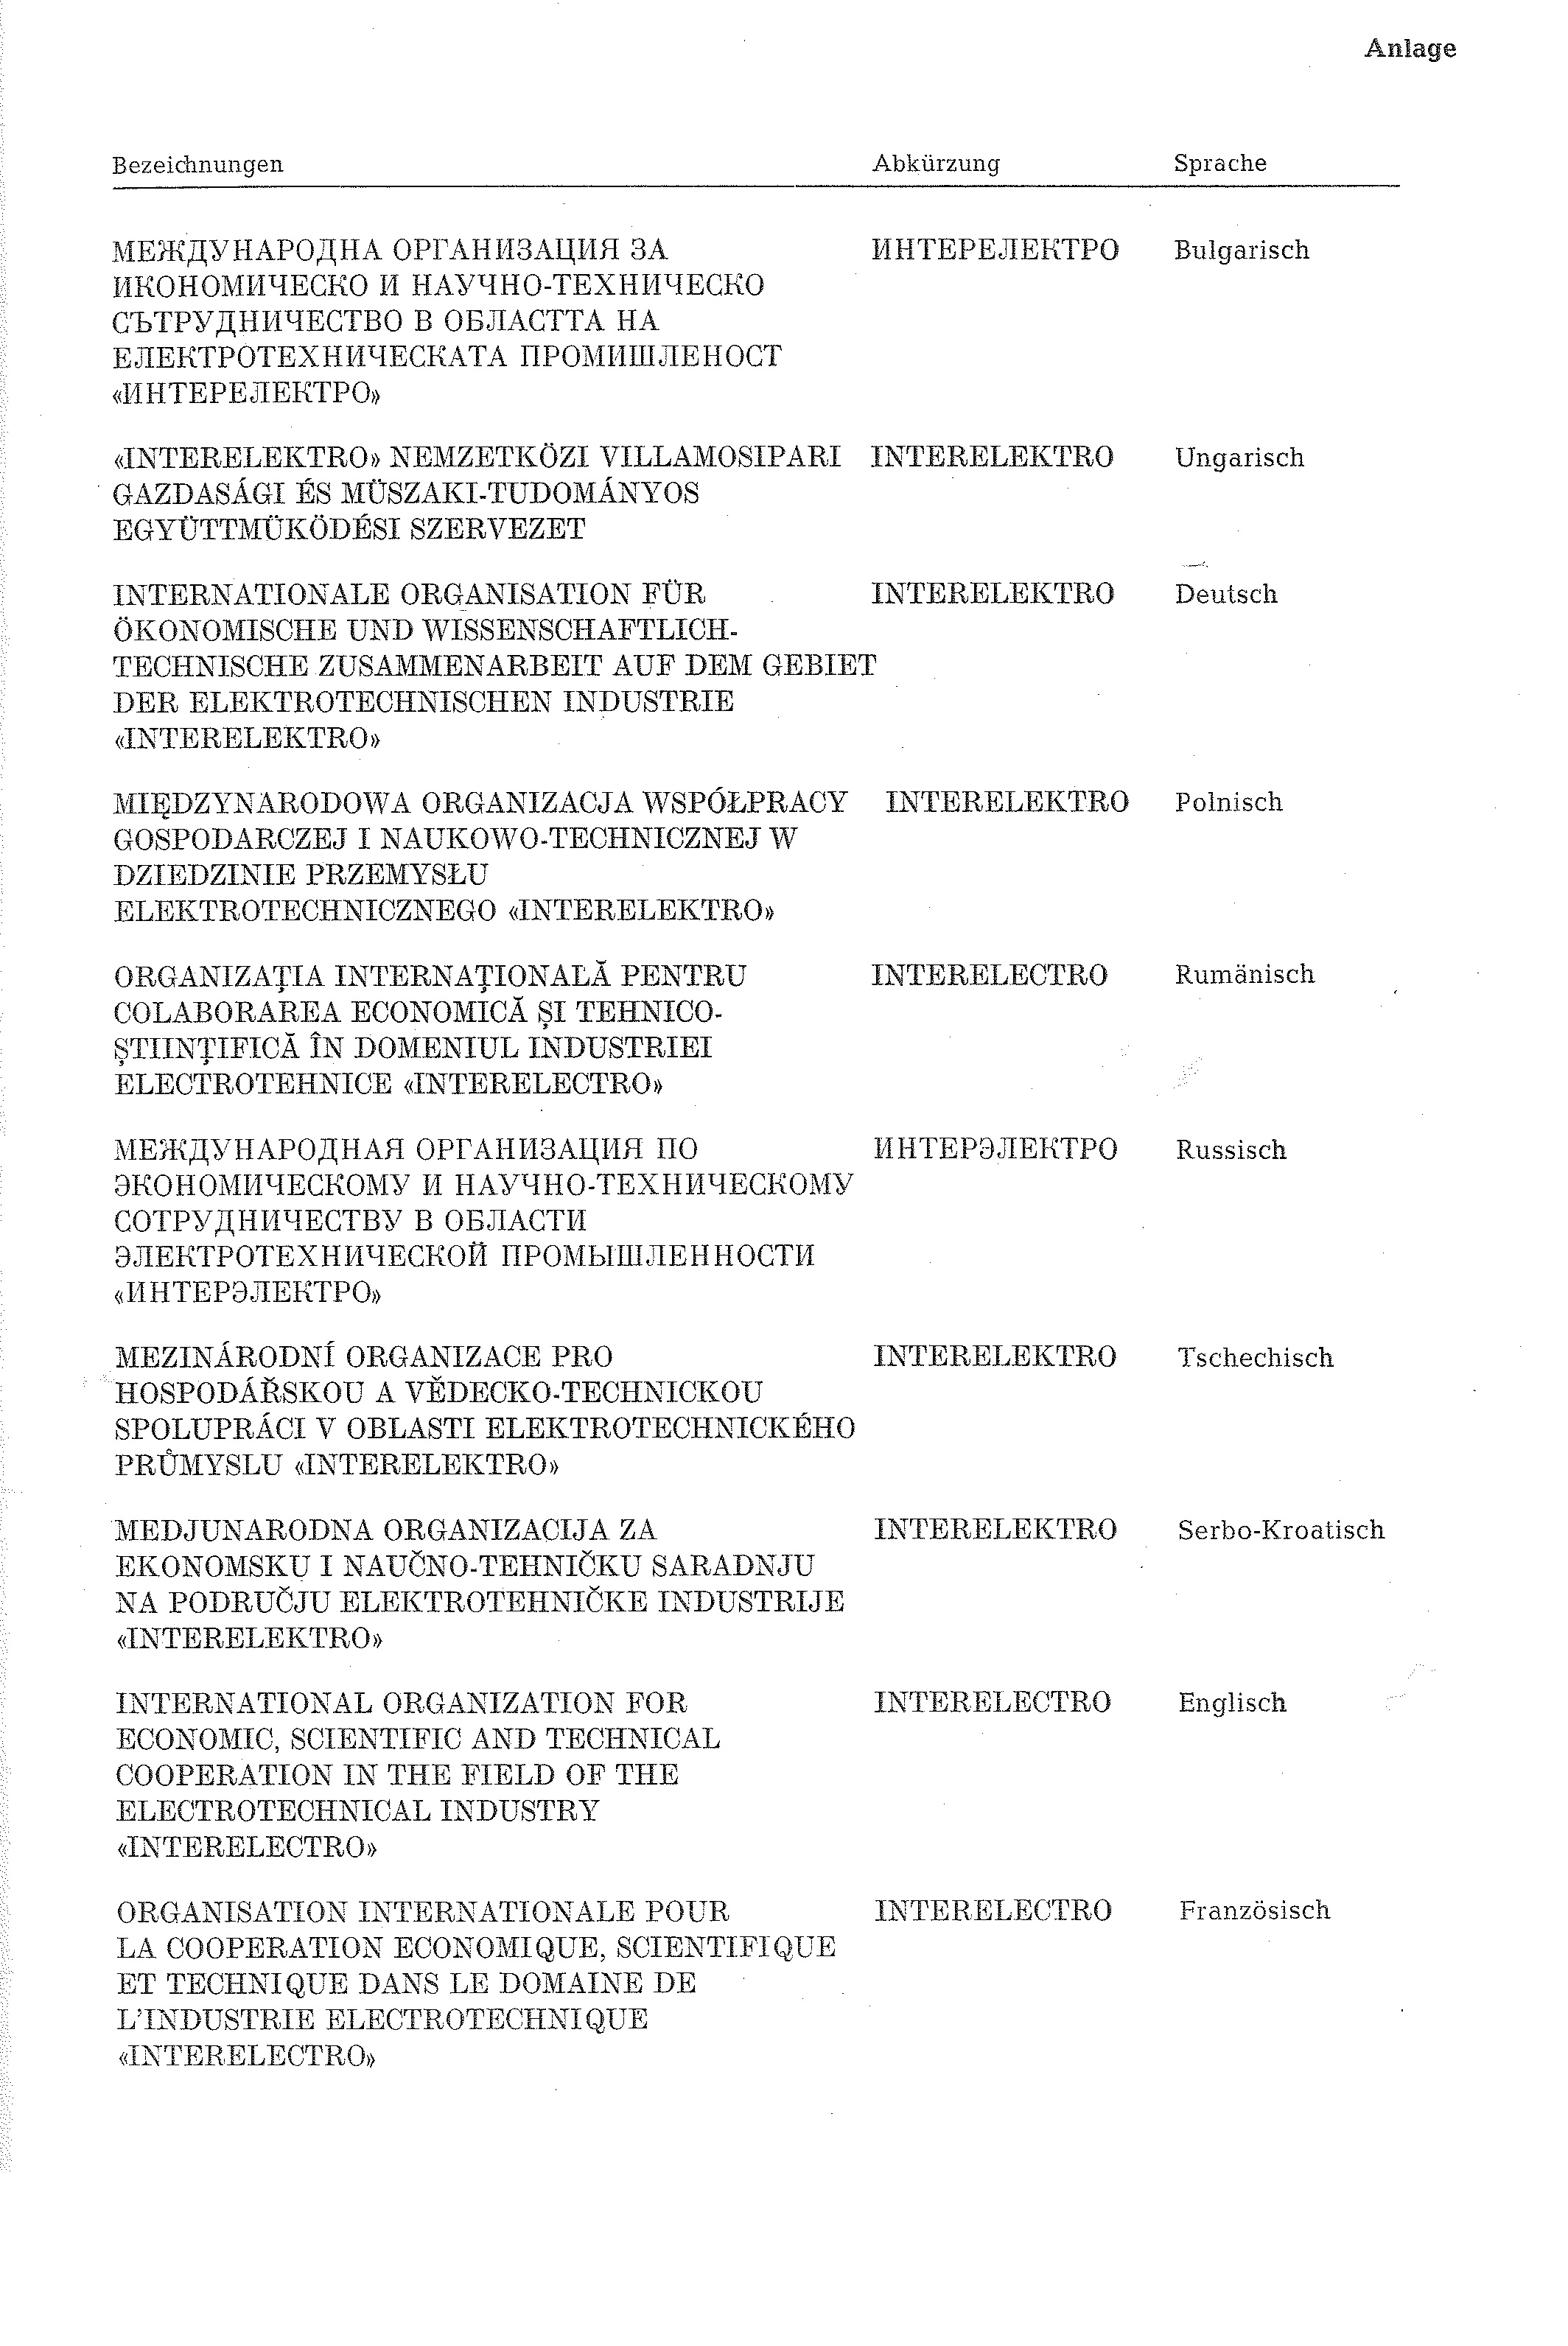 Anlage
Bezeichnungen Abkürzung Sprache
МЕЖДУНАРОДНА ОРГАНИЗАЦИЯ ЗА ИНТЕРЕЛЕКТРО Bulgarisch
ИКОНОМИЧЕСКО И НАУЧНО-ТЕХНИЧЕСКО
СЪТРУДНИЧЕСТВО В ОБЛАСТТА НА
ЕЛЕКТРОТЕХНИЧЕСКАТА ПРОМИШЛЕНОСТ
«ИНТЕРЕЛЕКТРО»
«INTERELEKTRO» NEMZETKÖZI VILLAMOSIPARI INTERELEKTRO Ungarisch
GAZDASÁGI ÉS MÜSZAKI-TUDOMÁNYOS
EGYÜTTMÜKÖDÉSI SZERVEZET
INTERNATIONALE ORGANISATION FÜR INTERELEKTRO Deutsch
ÖKONOMISCHE UND WISSENSCHAFTLICH-
TECHNISCHE ZUSAMMENARBEIT AUF DEM GEBIET
DER ELEKTROTECHNISCHEN INDUSTRIE
«INTERELEKTRO»
MIĘDZYNARODOWA ORGANIZACJA WSPÓŁPRACY INTERELEKTRO Polnisch
GOSPODARCZEJ I NAUKOWO-TECHNICZNEJ W
DZIEDZINIE PRZEMYSŁU
ELEKTROTECHNICZNEGO «INTERELEKTRO»
ORGANIZAȚIA INTERNAȚIONALĂ PENTRU INTERELECTRO Rumänisch
COLABORAREA ECONOMICĂ ȘI TEHNICO-
ȘTIINȚIFICĂ ÎN DOMENIUL INDUSTRIEI
ELECTROTEHNICE «INTERELECTRO»
МЕЖДУНАРОДНАЯ ОРГАНИЗАЦИЯ ПО ИНТЕРЭЛЕКТРО Russisch
ЭКОНОМИЧЕСКОМУ И НАУЧНО-ТЕХНИЧЕСКОМУ
СОТРУДНИЧЕСТВУ В ОБЛАСТИ
ЭЛЕКТРОТЕХНИЧЕСКОЙ ПРОМЫШЛЕННОСТИ
«ИНТЕРЭЛЕКТРО»
MEZINÁRODNÍ ORGANIZACE PRO INTERELEKTRO Tschechisch
HOSPODÁŘSKOU A VĚDECKO-TECHNICKOU
SPOLUPRÁCI V OBLASTI ELEKTROTECHNICKÉHO
PRŮMYSLU «INTERELEKTRO»
MEDJUNARODNA ORGANIZACIJA ZA INTERELEKTRO Serbo-Kroatisch
EKONOMSKU I NAUČNO-TEHNIČKU SARADNJU
NA PODRUČJU ELEKTROTEHNIČKE INDUSTRIJE
«INTERELEKTRO»
INTERNATIONAL ORGANIZATION FOR INTERELECTRO Englisch
ECONOMIC, SCIENTIFIC AND TECHNICAL
COOPERATION IN THE FIELD OF THE
ELECTROTECHNICAL INDUSTRY
«INTERELECTRO»
ORGANISATION INTERNATIONALE POUR INTERELECTRO Französisch
LA COOPERATION ECONOMIQUE, SCIENTIFIQUE
ET TECHNIQUE DANS LE DOMAINE DE
L'INDUSTRIE ELECTROTECHNIQUE
«INTERELECTRO»